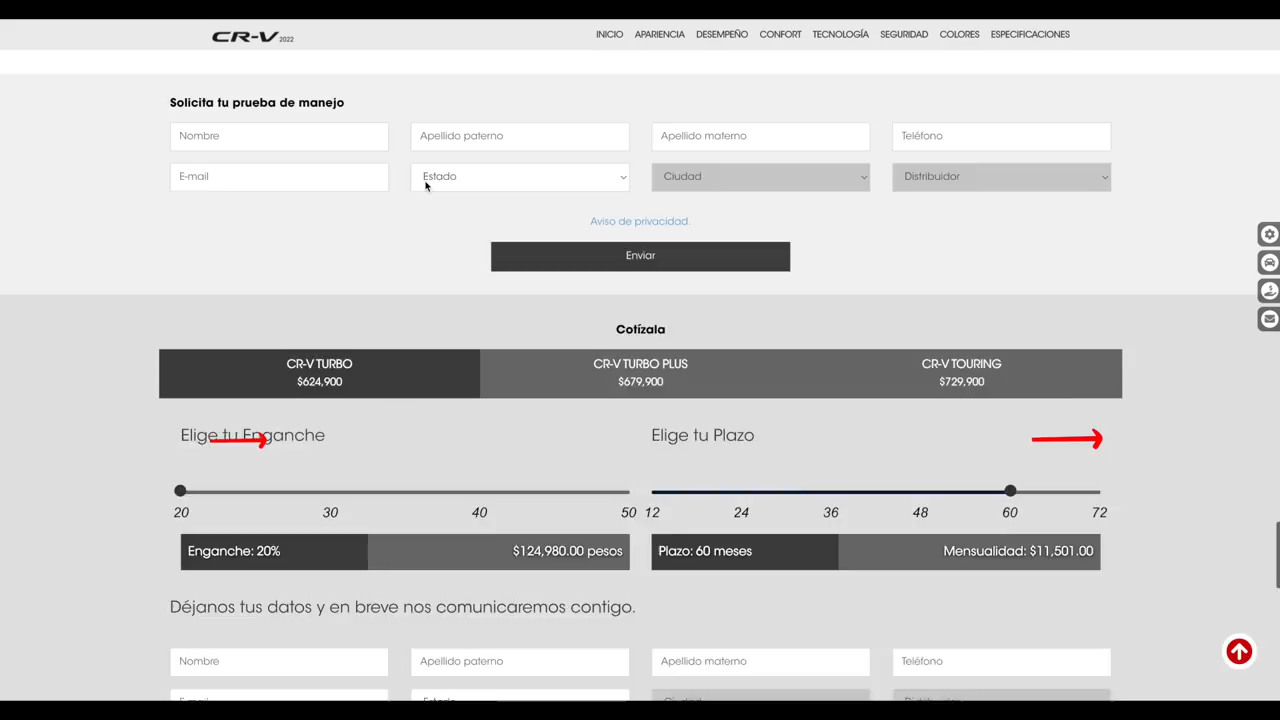 CR-V 2022
INICIO APARIENCIA DESEMPEÑO CONFORT TECNOLOGÍA SEGURIDAD COLORES ESPECIFICACIONES
Solicita tu prueba de manejo
Nombre Apellido paterno Apellido materno Teléfono
E-mail Estado Ciudad Distribuidor
Aviso de privacidad.
Enviar
Cotízala
CR-V TURBO CR-V TURBO PLUS CR-V TOURING
$624,900 $679,900 $729,900
Elige tu Enganche Elige tu Plazo
20 30 40 50 12 24 36 48 60 72
Enganche: 20% $124,980.00 pesos Plazo: 60 meses Mensualidad: $11,501.00
Déjanos tus datos y en breve nos comunicaremos contigo.
Nombre Apellido paterno Apellido materno Teléfono